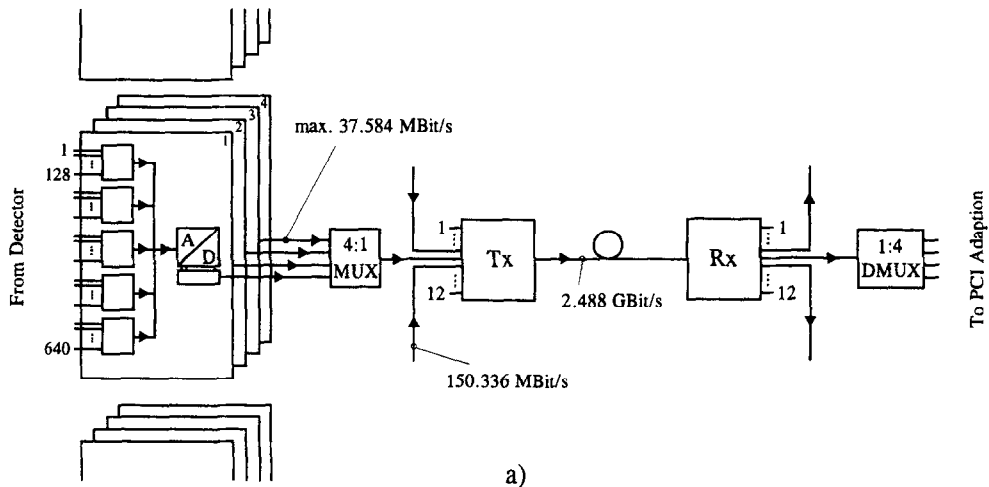 From Detector
1
128
640
A
D
1
2
3
4
max. 37.584 MBit/s
4:1
MUX
1
12
Tx
150.336 MBit/s
2.488 GBit/s
Rx
1
12
1:4
DMUX
To PCI Adaption
a)